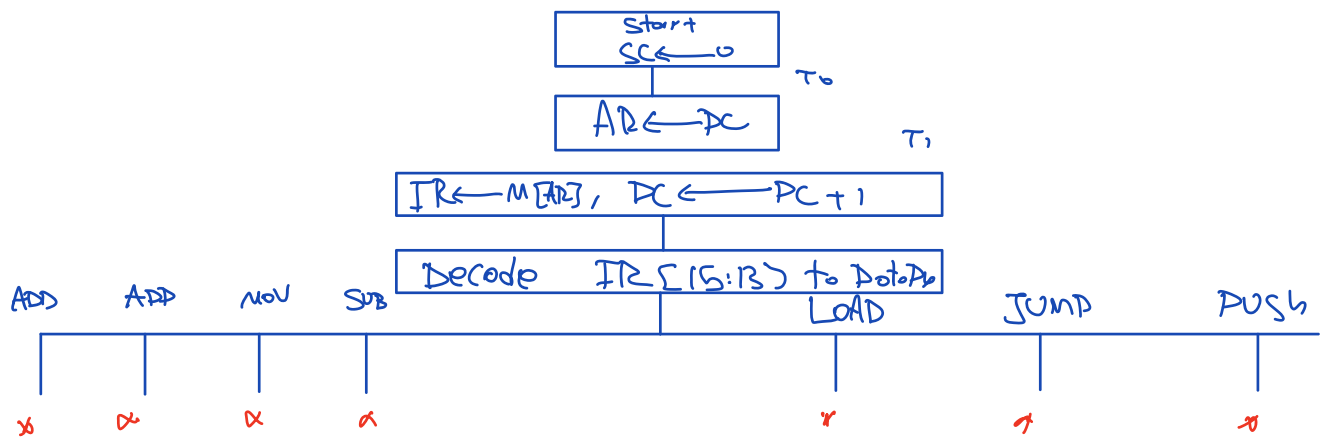 Start
SC ← 0
T0
AR ← PC
T1
IR ← M[AR], PC ← PC + 1
Decode IR[15:13) to
ADD ADD MOV SUB LOAD JUMP PUSH